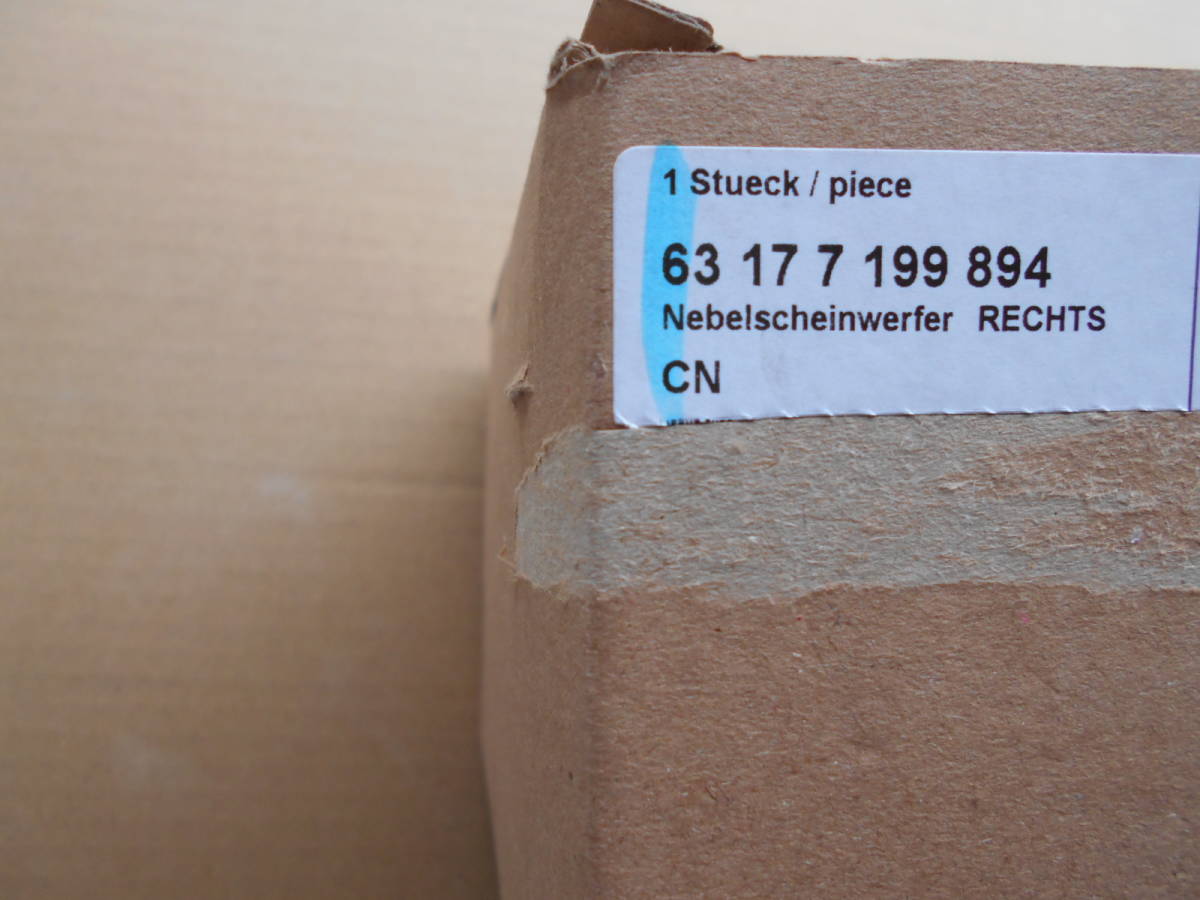 1 Stueck / piece
63 17 7 199 894
Nebelscheinwerfer RECHTS
CN